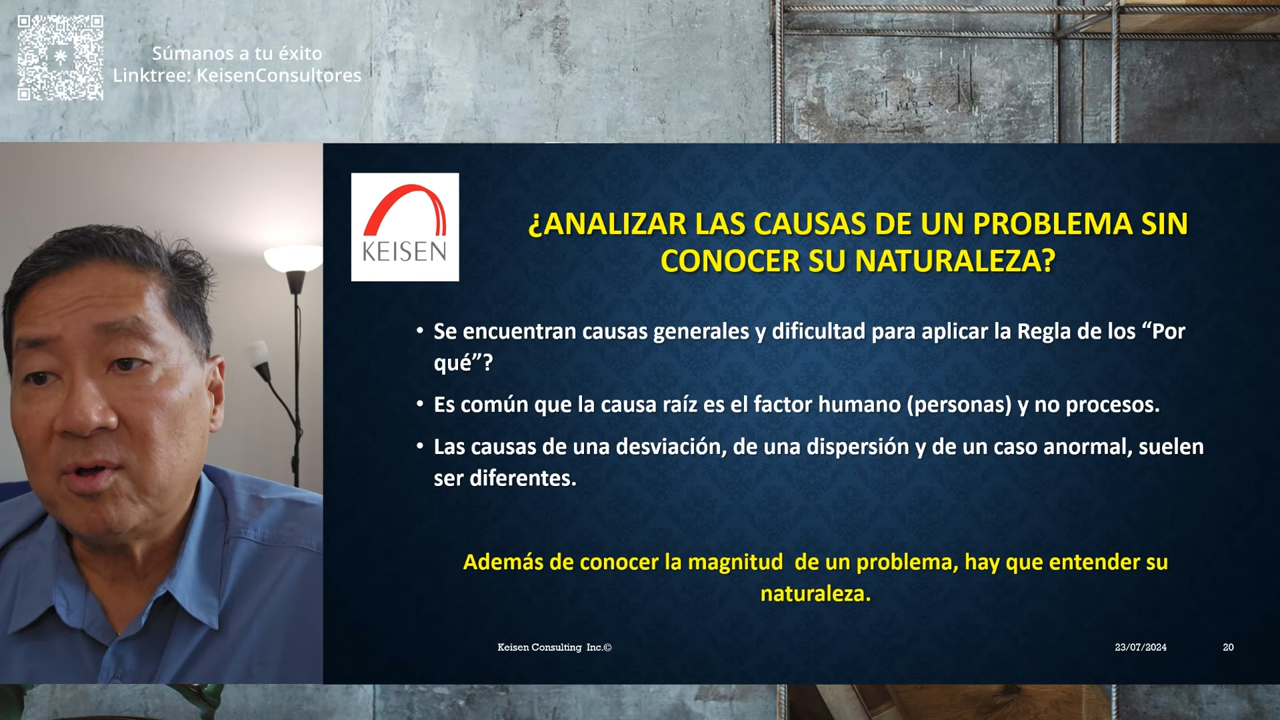 Súmanos a tu éxito
Linktree: KeisenConsultores
KEISEN
¿ANALIZAR LAS CAUSAS DE UN PROBLEMA SIN
CONOCER SU NATURALEZA?
• Se encuentran causas generales y dificultad para aplicar la Regla de los “Por
qué”?
• Es común que la causa raíz es el factor humano (personas) y no procesos.
• Las causas de una desviación, de una dispersión y de un caso anormal, suelen
ser diferentes.
Además de conocer la magnitud de un problema, hay que entender su
naturaleza.
Keisen Consulting Inc.© 23/07/2024 20